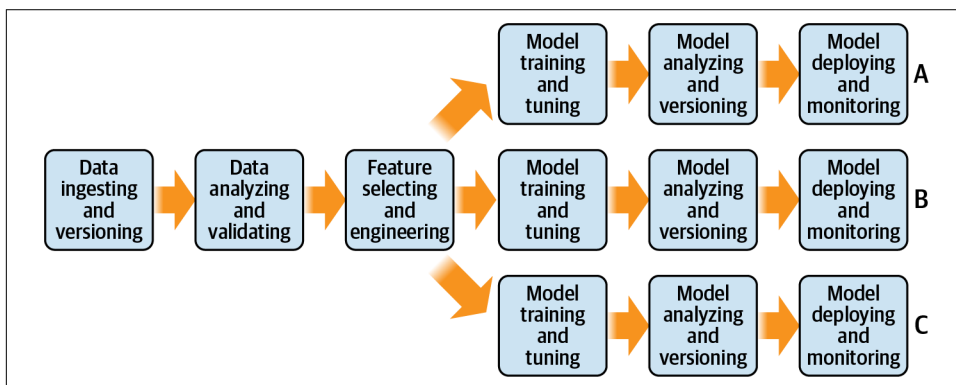 Model
training
and
tuning
Model
analyzing
and
versioning
Model
deploying
and
monitoring
A
Data
ingesting
and
versioning
Data
analyzing
and
validating
Feature
selecting
and
engineering
Model
training
and
tuning
Model
analyzing
and
versioning
Model
deploying
and
monitoring
B
Model
training
and
tuning
Model
analyzing
and
versioning
Model
deploying
and
monitoring
C